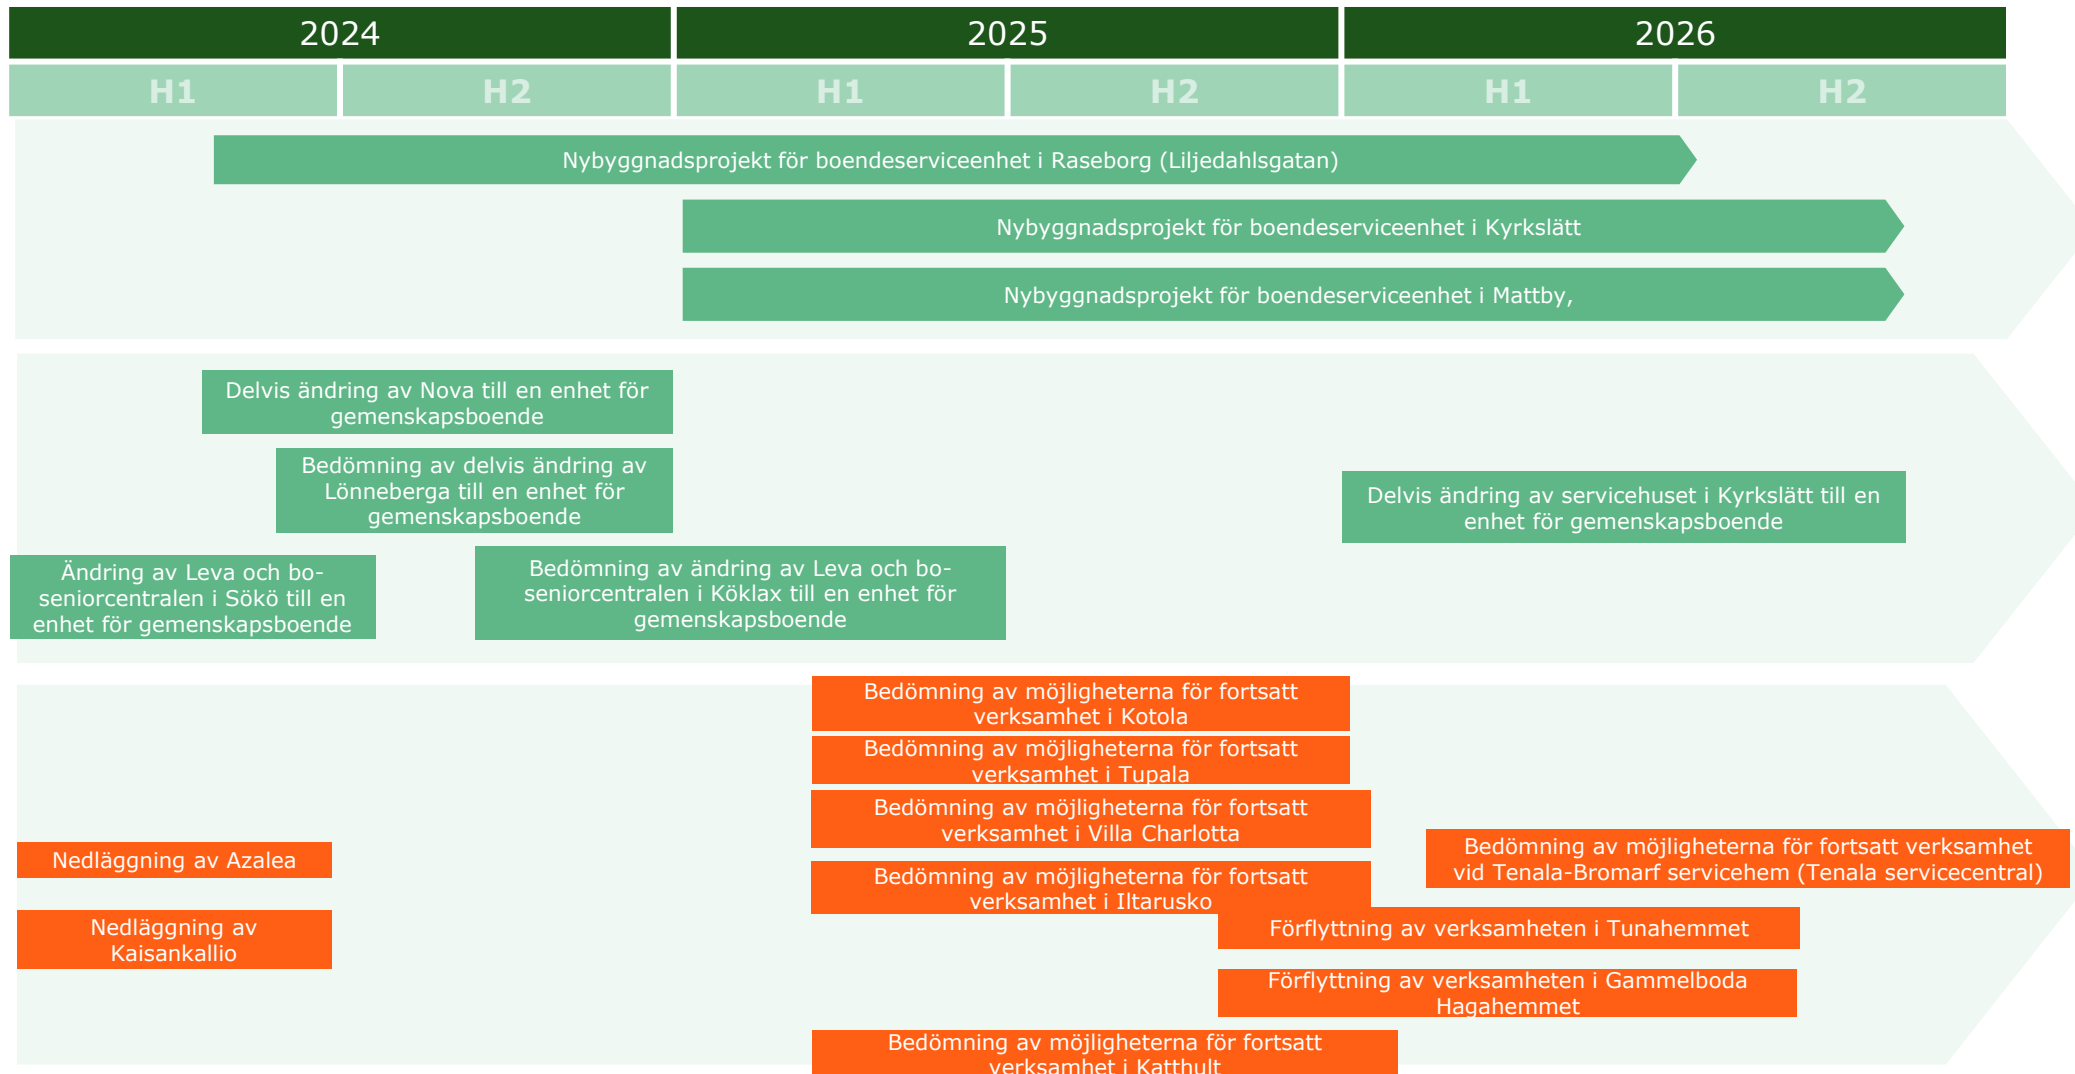 2024
2025
2026
H1
H2
H1
H2
H1
H2
Nybyggnadsprojekt för boendeserviceenhet i Raseborg (Liljedahlsgatan)
Nybyggnadsprojekt för boendeserviceenhet i Kyrkslätt
Nybyggnadsprojekt för boendeserviceenhet i Mattby,
Delvis ändring av Nova till en enhet för
gemenskapsboende
Bedömning av delvis ändring av
Lönneberga till en enhet för
gemenskapsboende
Delvis ändring av servicehuset i Kyrkslätt till en
enhet för gemenskapsboende
Ändring av Leva och bo-
seniorcentralen i Sökö till en
enhet för gemenskapsboende
Bedömning av ändring av Leva och bo-
seniorcentralen i Köklax till en enhet för
gemenskapsboende
Bedömning av möjligheterna för fortsatt
verksamhet i Kotola
Bedömning av möjligheterna för fortsatt
verksamhet i Tupala
Bedömning av möjligheterna för fortsatt
verksamhet i Villa Charlotta
Nedläggning av Azalea
Bedömning av möjligheterna för fortsatt verksamhet
vid Tenala-Bromarf servicehem (Tenala servicecentral)
Bedömning av möjligheterna för fortsatt
verksamhet i Iltarusko
Nedläggning av
Kaisankallio
Förflyttning av verksamheten i Tunahemmet
Förflyttning av verksamheten i Gammelboda
Hagahemmet
Bedömning av möjligheterna för fortsatt
verksamhet i Katthult